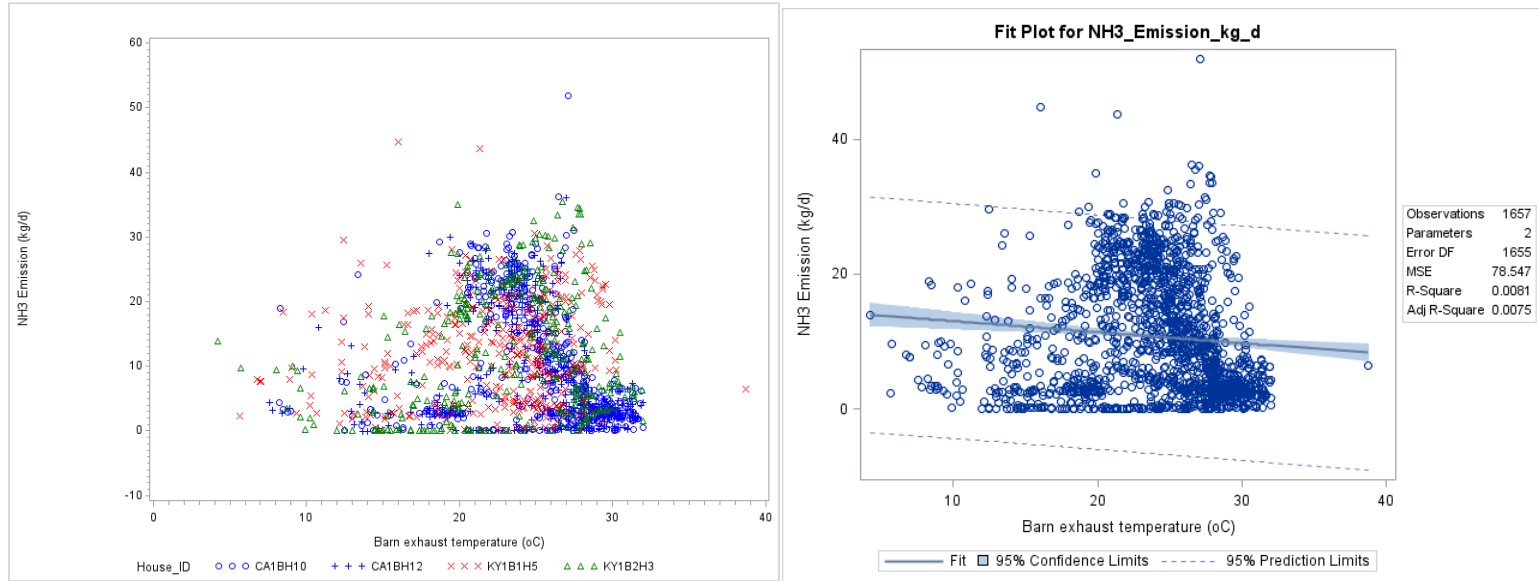 60
50
40
30
20
10
0
-10
NH3 Emission (kg/d)
0 10 20 30 40
Barn exhaust temperature (oC)
House_ID CA1BH10 CA1BH12 KY1B1H5 KY1B2H3
Fit Plot for NH3_Emission_kg_d
40
20
0
NH3 Emission (kg/d)
10 20 30 40
Barn exhaust temperature (oC)
Fit 95% Confidence Limits 95% Prediction Limits
Observations 1657
Parameters 2
Error DF 1655
MSE 78.547
R-Square 0.0081
Adj R-Square 0.0075